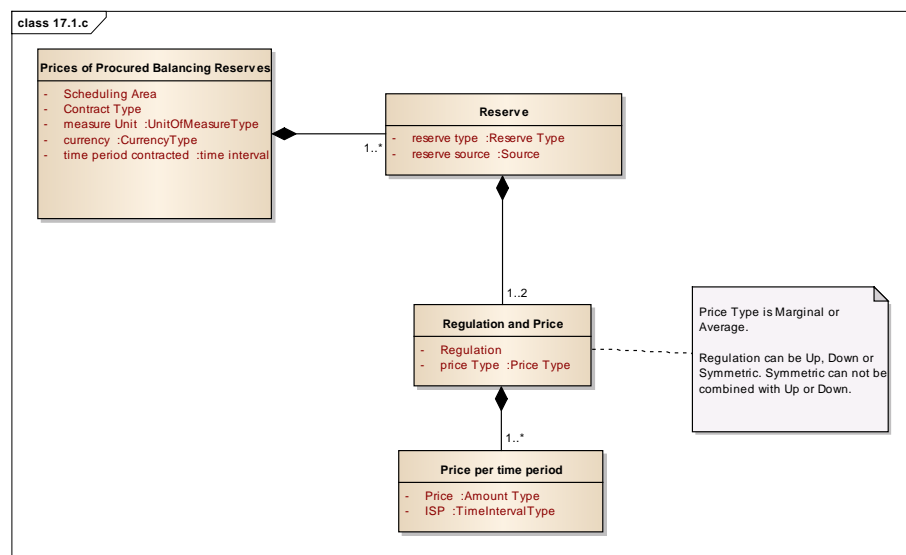 class 17.1.c
Prices of Procured Balancing Reserves
- Scheduling Area
- Contract Type
- measure Unit :UnitOfMeasureType
- currency :CurrencyType
- time period contracted :time interval
1..*
Reserve
- reserve type :Reserve Type
- reserve source :Source
1..2
Regulation and Price
- Regulation
- price Type :Price Type
Price Type is Marginal or
Average.
Regulation can be Up, Down or
Symmetric. Symmetric can not be
combined with Up or Down.
1..*
Price per time period
- Price :Amount Type
- ISP :TimeIntervalType